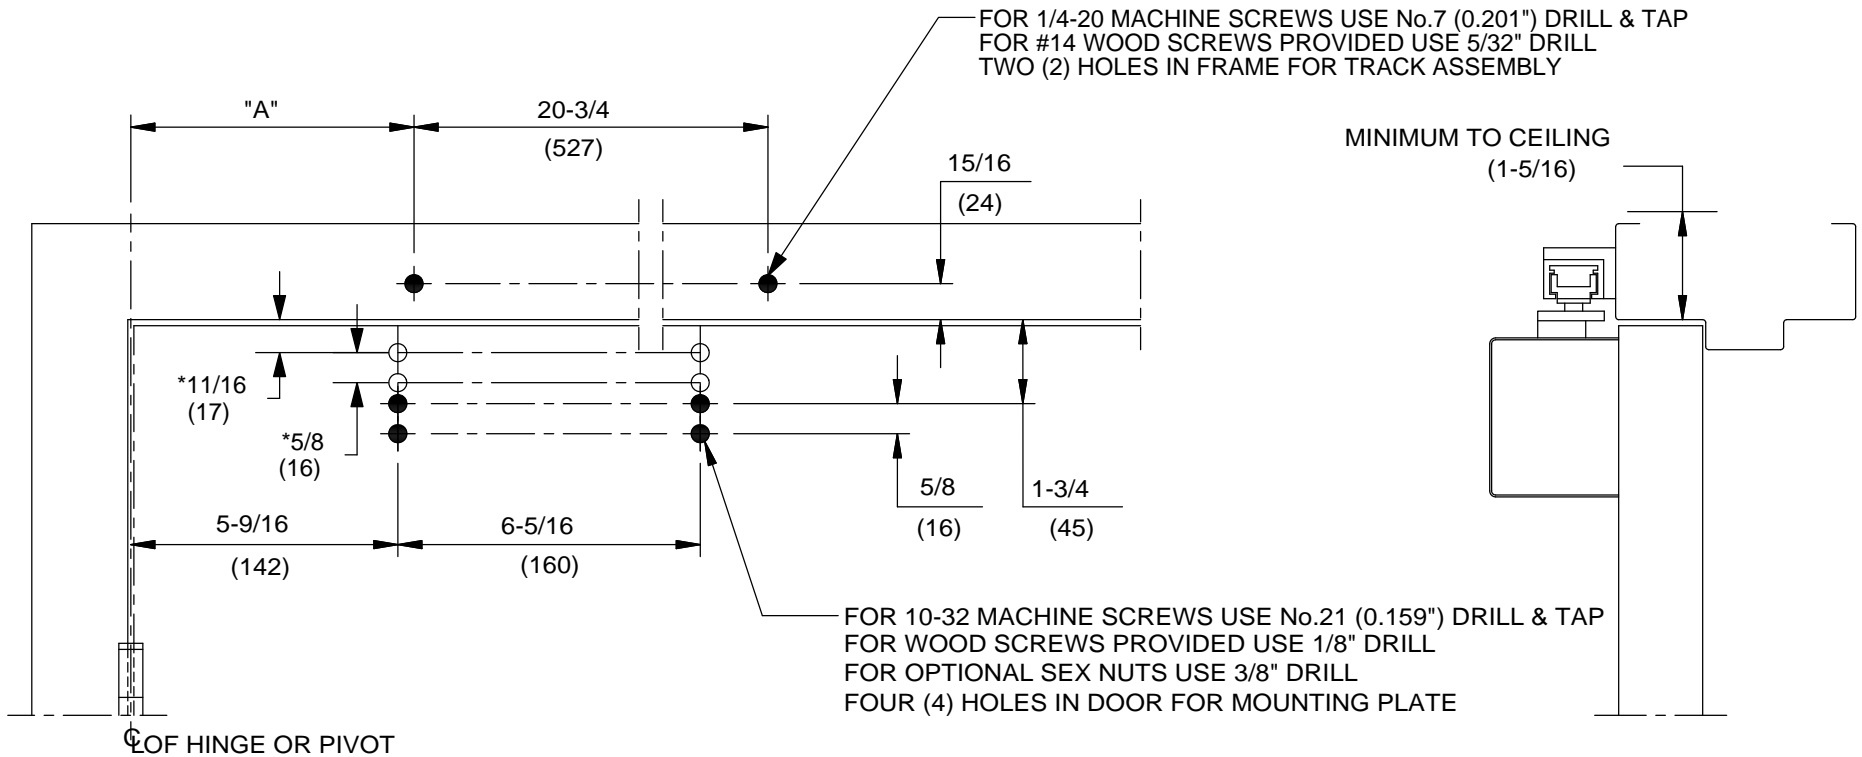 FOR 1/4-20 MACHINE SCREWS USE No.7 (0.201") DRILL & TAP
FOR #14 WOOD SCREWS PROVIDED USE 5/32" DRILL
TWO (2) HOLES IN FRAME FOR TRACK ASSEMBLY
"A"
20-3/4
(527)
MINIMUM TO CEILING
(1-5/16)
15/16
(24)
*11/16
(17)
*5/8
(16)
5/8
(16)
1-3/4
(45)
5-9/16
(142)
6-5/16
(160)
FOR 10-32 MACHINE SCREWS USE No.21 (0.159") DRILL & TAP
FOR WOOD SCREWS PROVIDED USE 1/8" DRILL
FOR OPTIONAL SEX NUTS USE 3/8" DRILL
FOUR (4) HOLES IN DOOR FOR MOUNTING PLATE
CLOF HINGE OR PIVOT